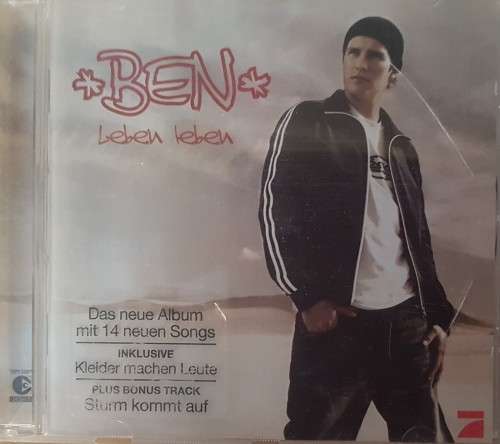 *BEN*
Leben leben
Das neue Album
mit 14 neuen Songs
INKLUSIVE
Kleider machen Leute
PLUS BONUS TRACK
Sturm kommt auf